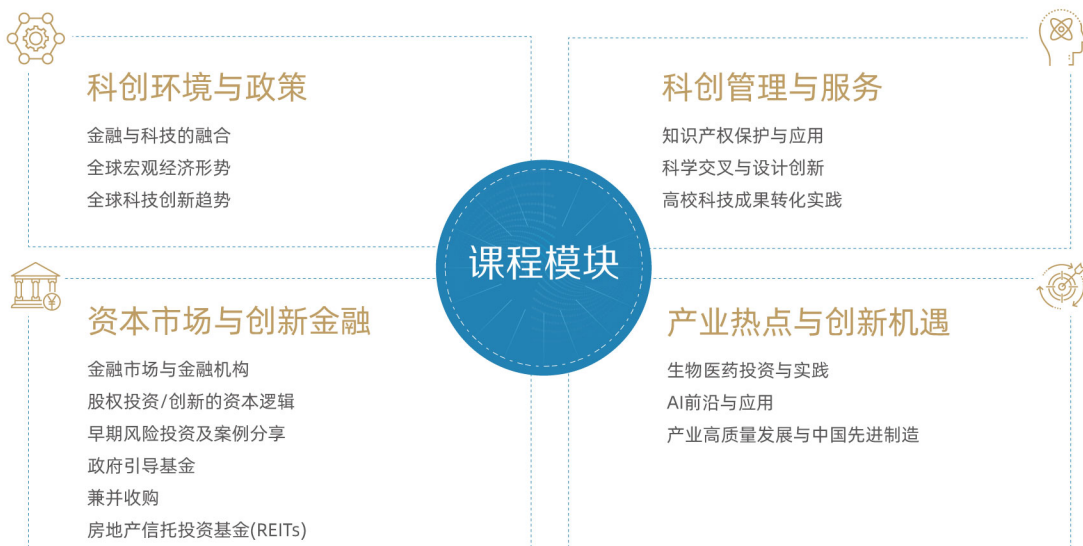 科创环境与政策
金融与科技的融合
全球宏观经济形势
全球科技创新趋势
科创管理与服务
知识产权保护与应用
科学交叉与设计创新
高校科技成果转化实践
课程模块
资本市场与创新金融
金融市场与金融机构
股权投资/创新的资本逻辑
早期风险投资及案例分享
政府引导基金
兼并收购
房地产信托投资基金(REITs)
产业热点与创新机遇
生物医药投资与实践
AI前沿与应用
产业高质量发展与中国先进制造
¥